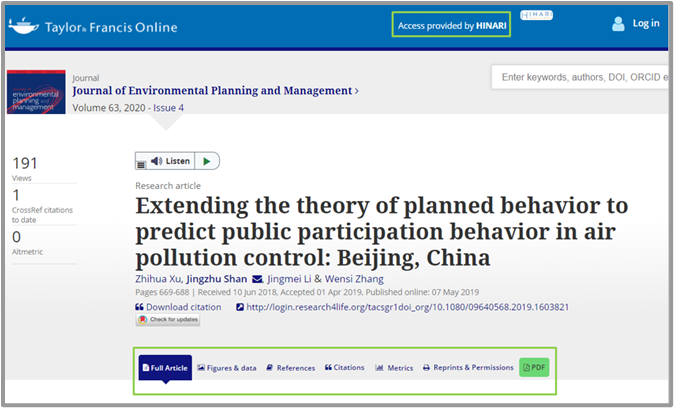 Taylor & Francis Online
Access provided by HINARI
HINARI
Log in
Journal
Journal of Environmental Planning and Management >
Volume 63, 2020 - Issue 4
Enter keywords, authors, DOI, ORCID e
environmental
planning and
management
191
Views
1
CrossRef citations
to date
0
Altmetric
Listen
Research article
Extending the theory of planned behavior to
predict public participation behavior in air
pollution control: Beijing, China
Zhihua Xu, Jingzhu Shan, Jingmei Li & Wensi Zhang
Pages 669-688 | Received 10 Jun 2018, Accepted 01 Apr 2019, Published online: 07 May 2019
Download citation http://login.research4life.org/tacsgr1doi_org/10.1080/09640568.2019.1603821
Check for updates
Full Article Figures & data References Citations Metrics Reprints & Permissions PDF